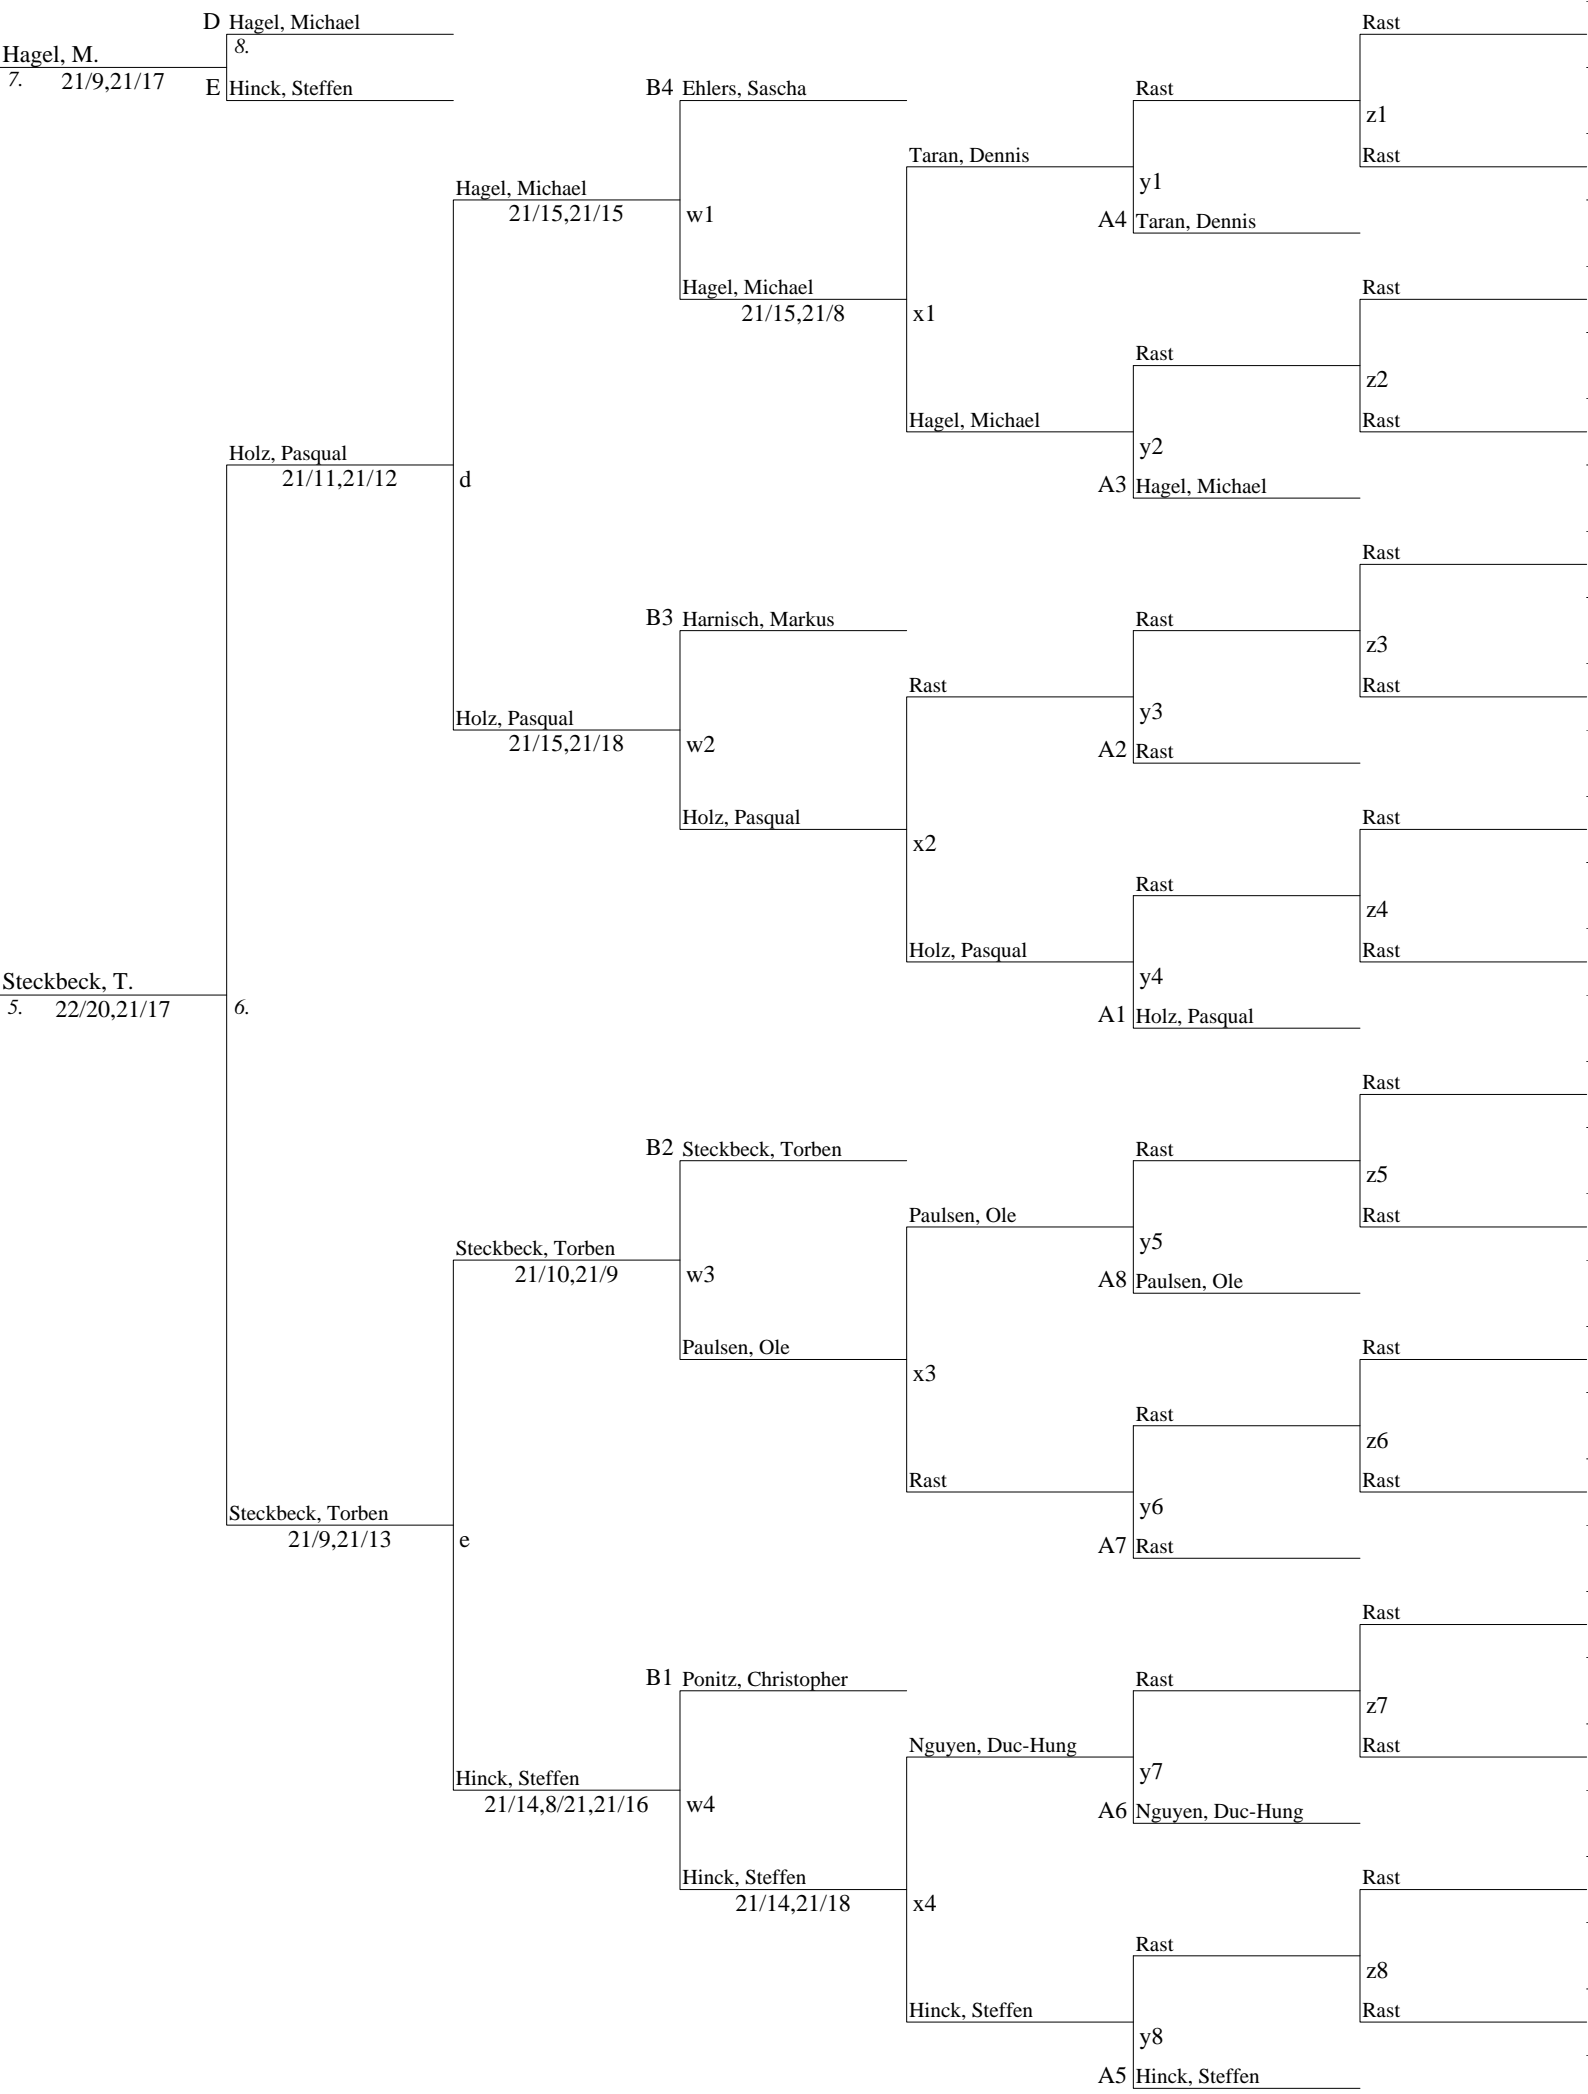 D Hagel, Michael Rast
8.
Hagel, M.
7. 21/9,21/17
E Hinck, Steffen B4 Ehlers, Sascha Rast
z1
Taran, Dennis Rast
y1
Hagel, Michael
21/15,21/15 w1
A4 Taran, Dennis
Hagel, Michael Rast
21/15,21/8 x1
Rast
z2
Hagel, Michael Rast
y2
Holz, Pasqual
21/11,21/12 d
A3 Hagel, Michael
Rast
B3 Harnisch, Markus Rast
z3
Rast Rast
y3
Holz, Pasqual
21/15,21/18 w2
A2 Rast
Holz, Pasqual Rast
x2
Rast
z4
Holz, Pasqual Rast
y4
Steckbeck, T.
5. 22/20,21/17 6.
A1 Holz, Pasqual
Rast
B2 Steckbeck, Torben Rast
z5
Paulsen, Ole Rast
y5
Steckbeck, Torben
21/10,21/9 w3
A8 Paulsen, Ole
Paulsen, Ole Rast
x3
Rast
z6
Rast Rast
y6
Steckbeck, Torben
21/9,21/13 e
A7 Rast
Rast
B1 Ponitz, Christopher Rast
z7
Nguyen, Duc-Hung Rast
y7
Hinck, Steffen
21/14,8/21,21/16 w4
A6 Nguyen, Duc-Hung
Hinck, Steffen Rast
21/14,21/18 x4
Rast
z8
Hinck, Steffen Rast
y8
A5 Hinck, Steffen